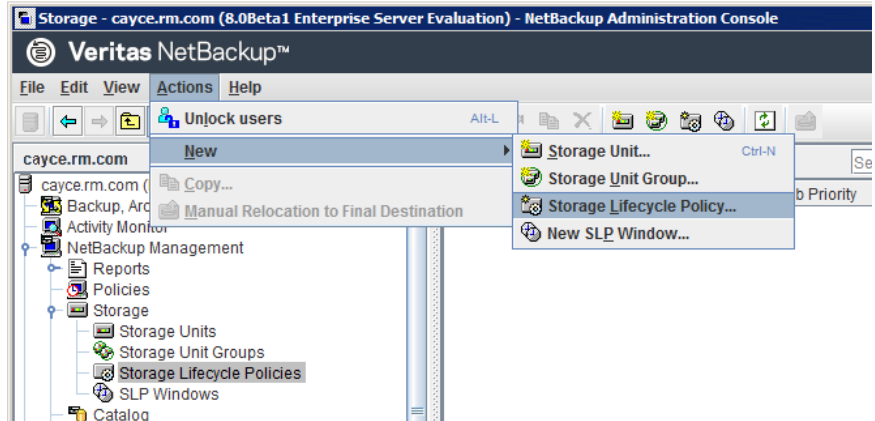 Storage - cayce.rm.com (8.0Beta1 Enterprise Server Evaluation) - NetBackup Administration Console
Veritas NetBackup™
File Edit View Actions Help
Unlock users Alt-L
New
Copy...
Manual Relocation to Final Destination
Storage Unit... Ctrl-N
Storage Unit Group...
Storage Lifecycle Policy...
New SLP Window...
Se
b Priority
cayce.rm.com
cayce.rm.com (
Backup, Arc
Activity Monitor
NetBackup Management
Reports
Policies
Storage
Storage Units
Storage Unit Groups
Storage Lifecycle Policies
SLP Windows
Catalog